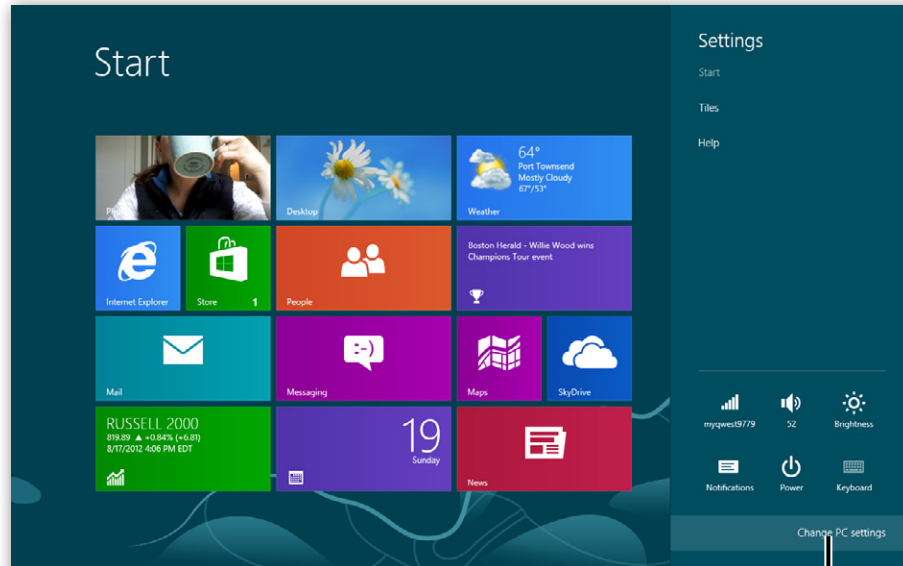 Start
Desktop
64°
Port Townsend
Mostly Cloudy
67°/53°
Weather
Internet Explorer
Store 1
People
Boston Herald - Willie Wood wins
Champions Tour event
Mail
:-)
Messaging
Maps
SkyDrive
RUSSELL 2000
819.89 ▲ +0.84% (+6.81)
8/17/2012 4:06 PM EDT
19
Sunday
News
Settings
Start
Tiles
Help
myqwest9779
52
Brightness
Notifications
Power
Keyboard
Change PC settings